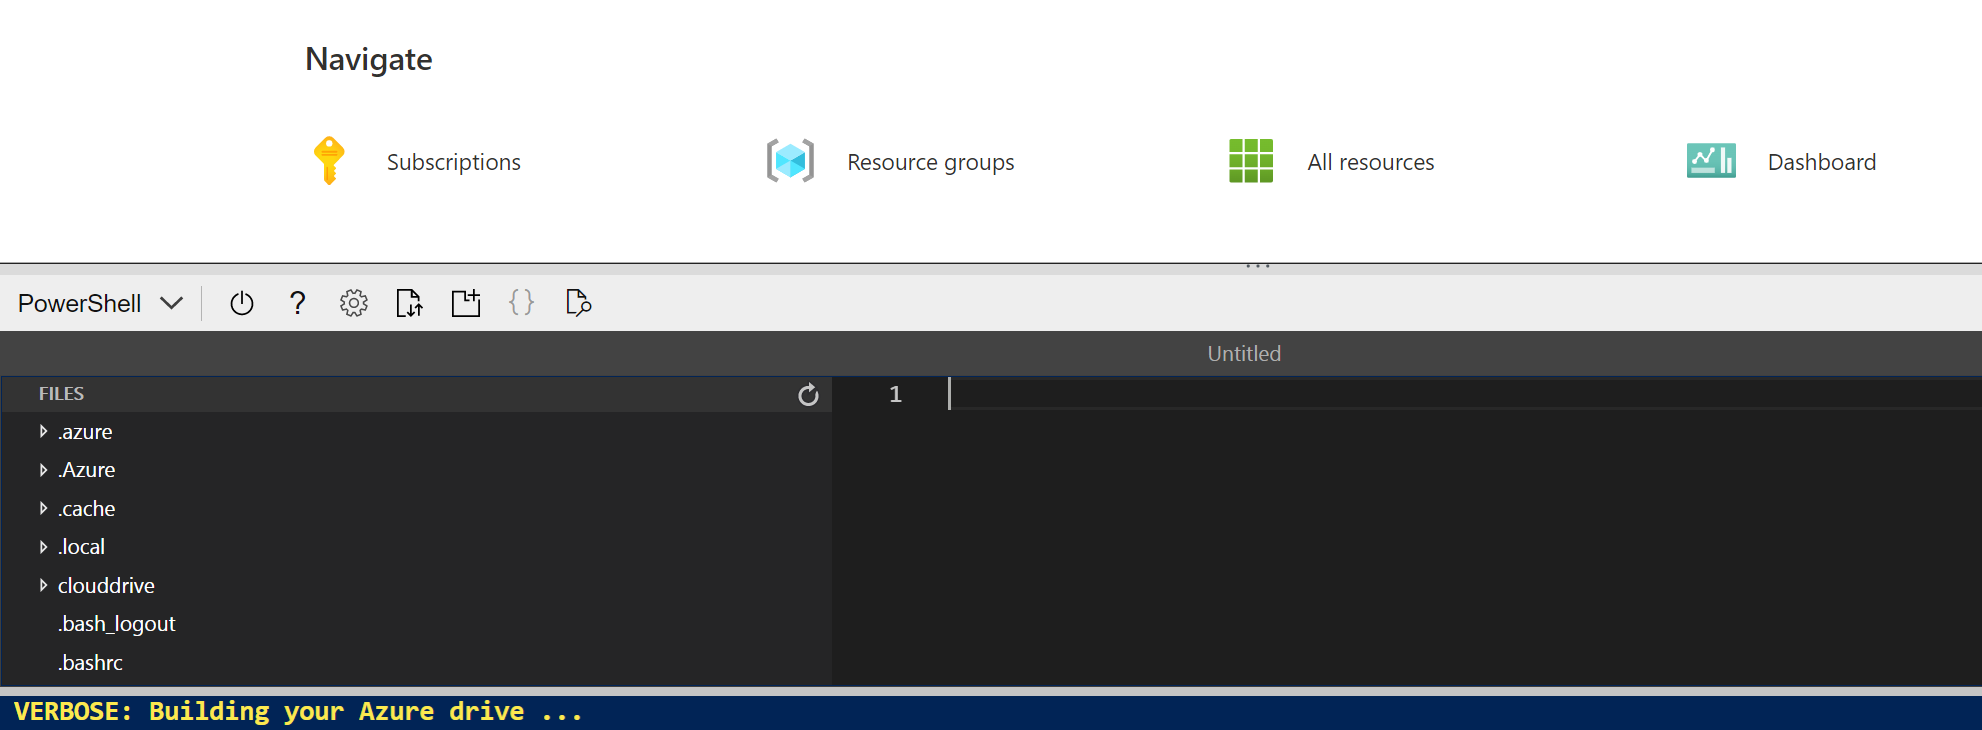 Navigate
Subscriptions
Resource groups
All resources
Dashboard
PowerShell
?
{}
Untitled
FILES
1
.azure
.Azure
.cache
.local
clouddrive
.bash_logout
.bashrc
VERBOSE: Building your Azure drive ...